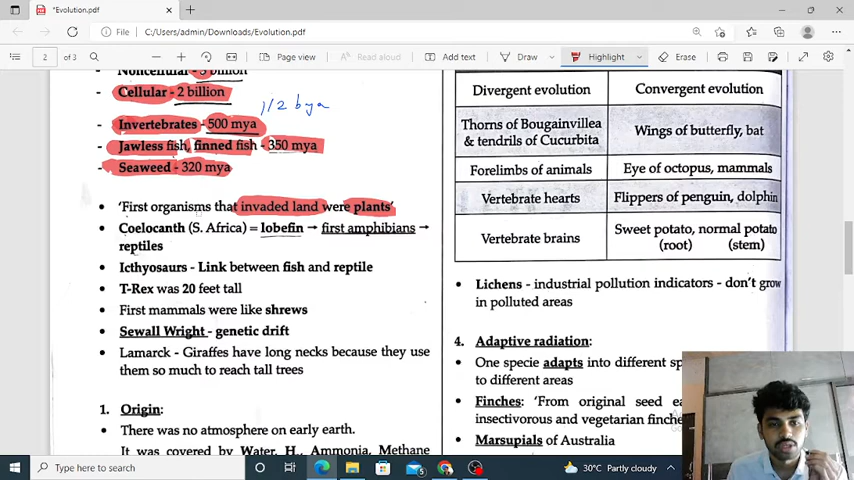 Evolution.pdf
File
C:/Users/admin/Downloads/Evolution.pdf
2 of 3
Page view
Read aloud
Add text
Draw
Highlight
Erase
Noncellular - 3 billion
Cellular - 2 billion
1/2 bya
Invertebrates - 500 mya
Jawless fish, finned fish - 350 mya
Seaweed - 320 mya
'First organisms that invaded land were plants'
Coelocanth (S. Africa) = lobefin → first amphibians →
reptiles
Icthyosaurs - Link between fish and reptile
T-Rex was 20 feet tall
First mammals were like shrews
Sewall Wright - genetic drift
Lamarck - Giraffes have long necks because they use
them so much to reach tall trees
1. Origin:
There was no atmosphere on early earth.
It was covered by Water, H., Ammonia, Methane
Divergent evolution Convergent evolution
Thorns of Bougainvillea
& tendrils of Cucurbita
Wings of butterfly, bat
Forelimbs of animals Eye of octopus, mammals
Vertebrate hearts Flippers of penguin, dolphin
Vertebrate brains
Sweet potato, normal potato
(root) (stem)
Lichens - industrial pollution indicators - don't grow
in polluted areas
4. Adaptive radiation:
One specie adapts into different
to different areas
Finches: 'From original seed
insectivorous and vegetarian
Marsupials of Australia
Type here to search
30°C Partly cloudy